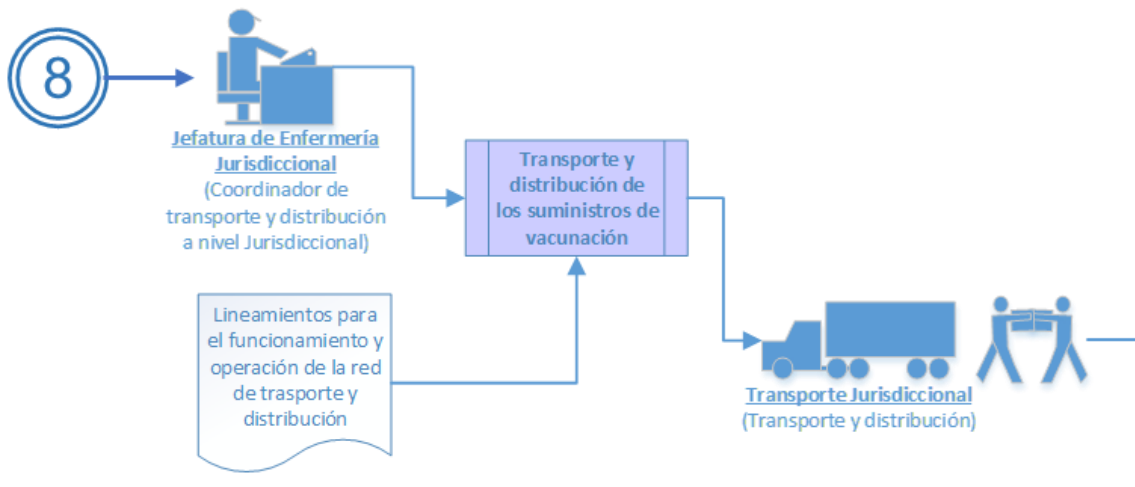 8
Jefatura de Enfermería
Jurisdiccional
(Coordinador de
transporte y distribución
a nivel Jurisdiccional)
Transporte y
distribución de
los suministros de
vacunación
Lineamientos para
el funcionamiento y
operación de la red
de trasporte y
distribución
Transporte Jurisdiccional
(Transporte y distribución)